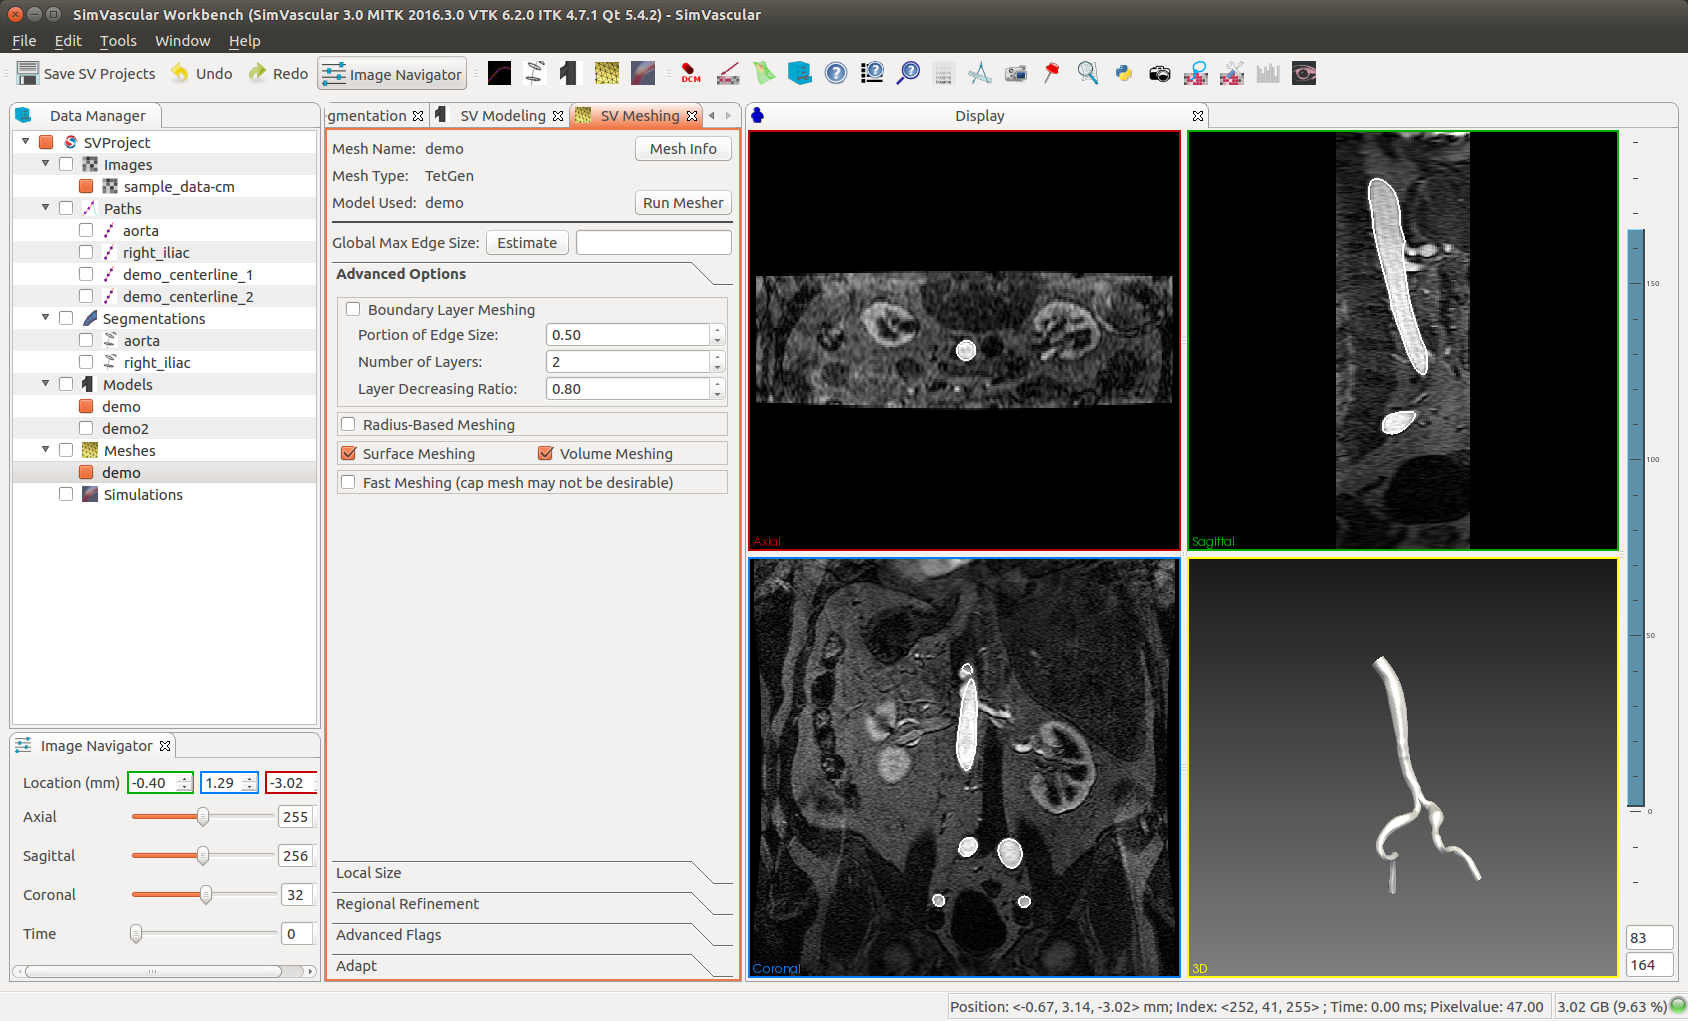 SimVascular Workbench (SimVascular 3.0 MITK 2016.3.0 VTK 6.2.0 ITK 4.7.1 Qt 5.4.2) - SimVascular
File Edit Tools Window Help
Save SV Projects Undo Redo Image Navigator DCM
Data Manager
SVProject
Images
sample_data-cm
Paths
aorta
right_iliac
demo_centerline_1
demo_centerline_2
Segmentations
aorta
right_iliac
Models
demo
demo2
Meshes
demo
Simulations
Image Navigator
Location (mm) -0.40 1.29 -3.02
Axial 255
Sagittal 256
Coronal 32
Time 0
gmentation SV Modeling SV Meshing
Mesh Name: demo Mesh Info
Mesh Type: TetGen
Model Used: demo Run Mesher
Global Max Edge Size: Estimate
Advanced Options
Boundary Layer Meshing
Portion of Edge Size: 0.50
Number of Layers: 2
Layer Decreasing Ratio: 0.80
Radius-Based Meshing
Surface Meshing Volume Meshing
Fast Meshing (cap mesh may not be desirable)
Local Size
Regional Refinement
Advanced Flags
Adapt
Display
Axial
Sagittal
Coronal
3D
150
100
50
0
83
164
Position: <-0.67, 3.14, -3.02> mm; Index: <252, 41, 255> ; Time: 0.00 ms; Pixelvalue: 47.00 3.02 GB (9.63 %)